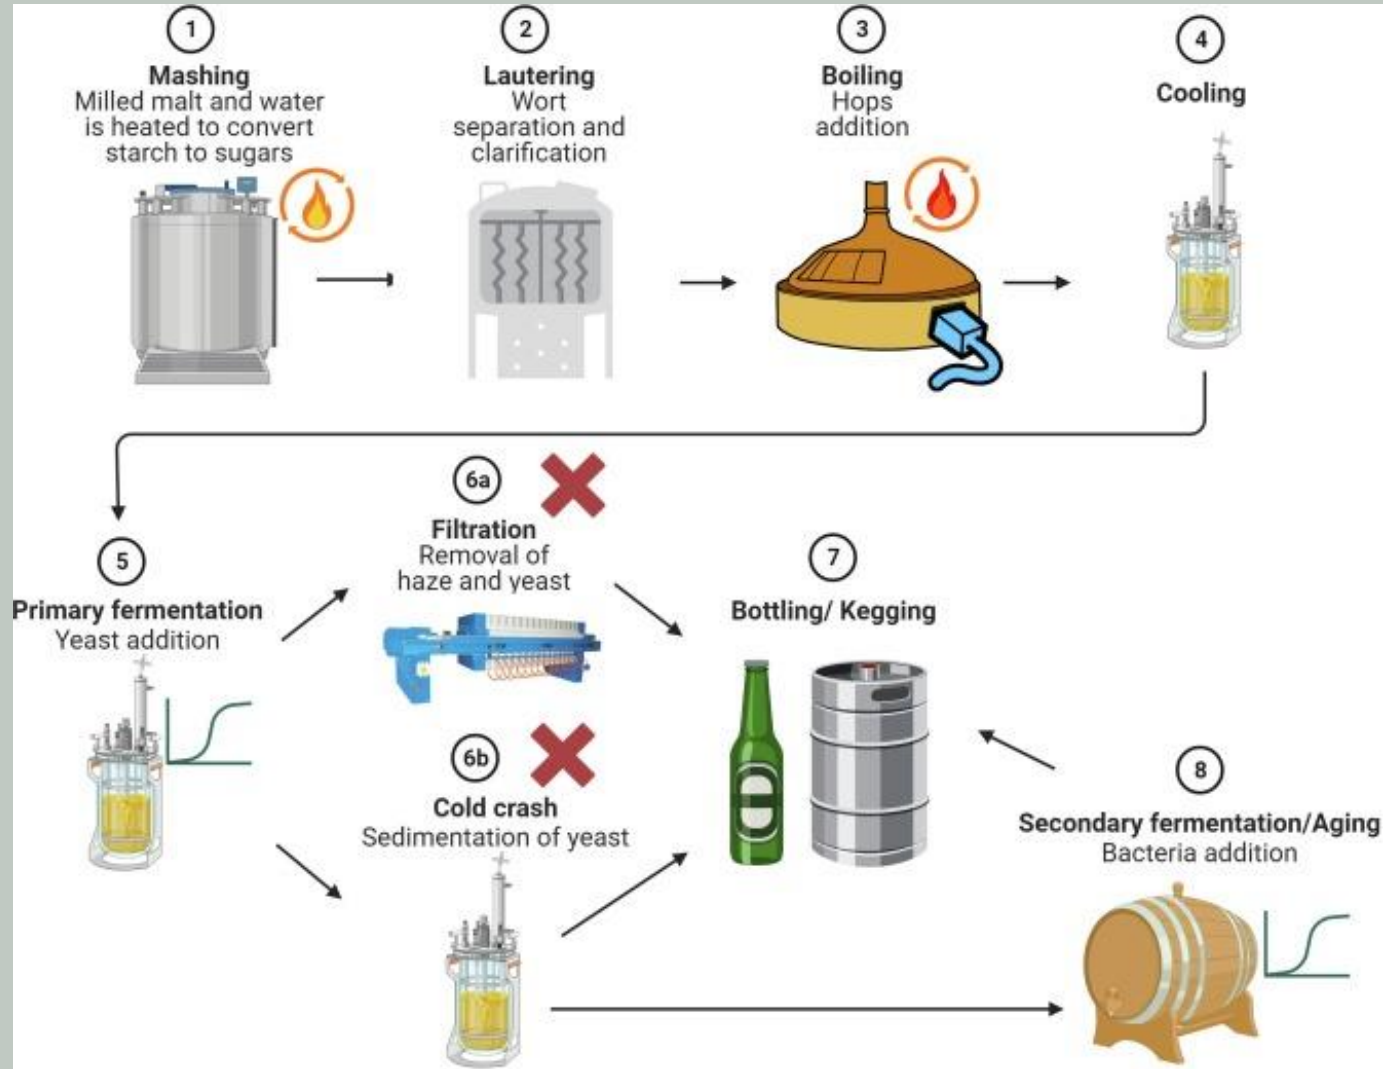 1
Mashing
Milled malt and water
is heated to convert
starch to sugars
2
Lautering
Wort
separation and
clarification
3
Boiling
Hops
addition
4
Cooling
5
Primary fermentation
Yeast addition
6a
Filtration
Removal of
haze and yeast
6b
Cold crash
Sedimentation of yeast
7
Bottling/ Kegging
8
Secondary fermentation/Aging
Bacteria addition